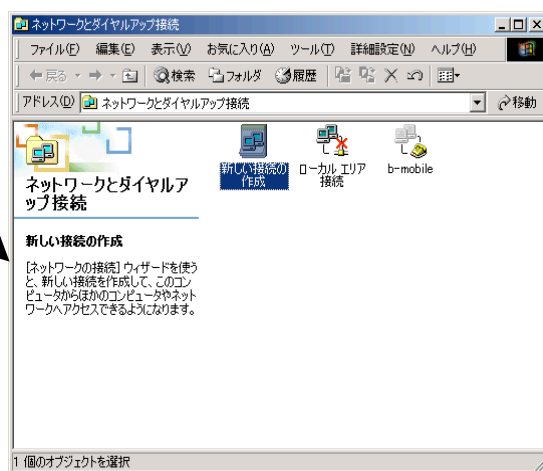 ネットワークとダイヤルアップ接続
ファイル(F) 編集(E) 表示(V) お気に入り(A) ツール(T) 詳細設定(N) ヘルプ(H)
戻る 検索 フォルダ 履歴
アドレス(D) ネットワークとダイヤルアップ接続 移動
ネットワークとダイヤルア
ップ接続
新しい接続の作成
[ネットワークの接続] ウィザードを使う
と、新しい接続を作成して、このコン
ピュータからほかのコンピュータやネット
ワークへアクセスできるようになります。
新しい接続の
作成
ローカル エリア
接続
b-mobile
1 個のオブジェクトを選択